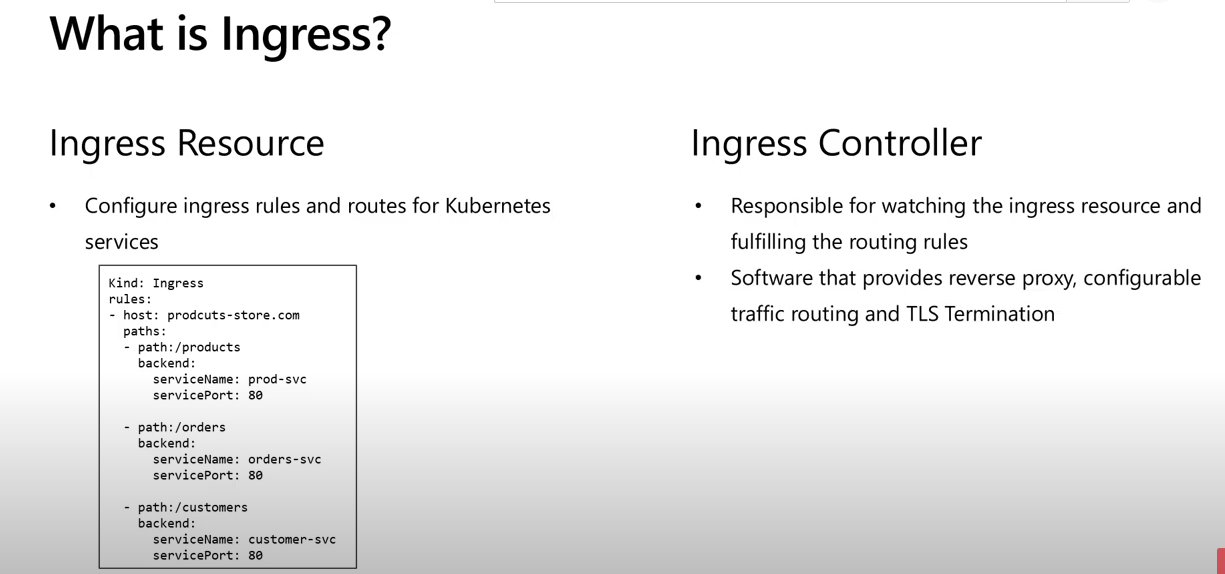 What is Ingress?
Ingress Resource
• Configure ingress rules and routes for Kubernetes
services
Kind: Ingress
rules:
- host: prodcuts-store.com
  paths:
  - path:/products
    backend:
      serviceName: prod-svc
      servicePort: 80
  - path:/orders
    backend:
      serviceName: orders-svc
      servicePort: 80
  - path:/customers
    backend:
      serviceName: customer-svc
      servicePort: 80
Ingress Controller
• Responsible for watching the ingress resource and
fulfilling the routing rules
• Software that provides reverse proxy, configurable
traffic routing and TLS Termination